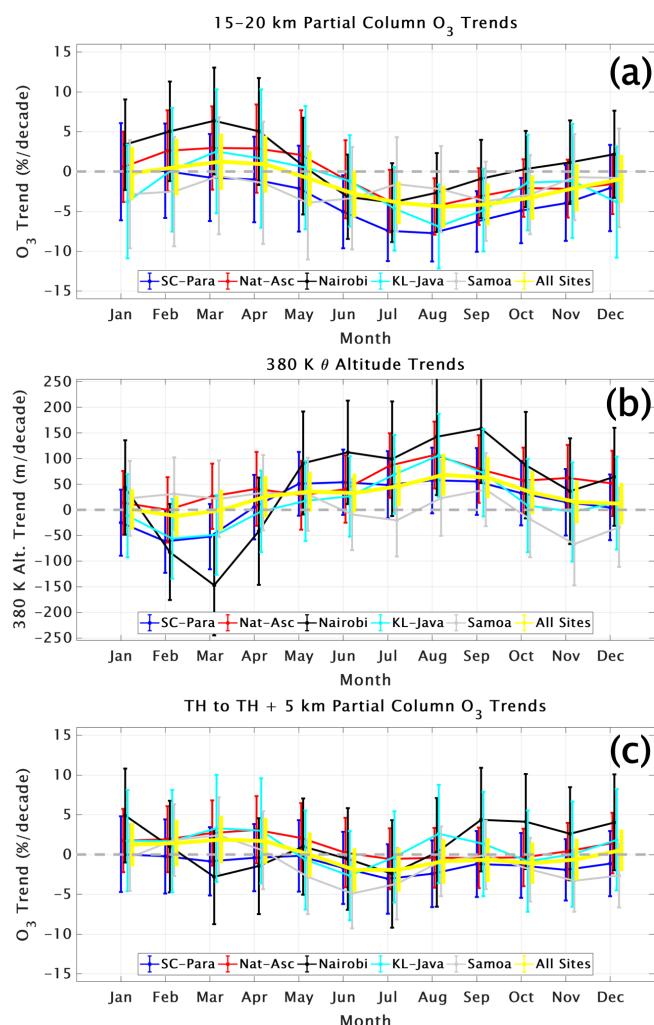 15–20 km Partial Column O3 Trends
(a)
15
10
5
0
-5
-10
-15
O3 Trend (%/decade)
SC-Para Nat-Asc Nairobi KL-Java Samoa All Sites
Jan Feb Mar Apr May Jun Jul Aug Sep Oct Nov Dec
Month
380 K θ Altitude Trends
(b)
250
200
150
100
50
0
-50
-100
-150
-200
-250
380 K Alt. Trend (m/decade)
SC-Para Nat-Asc Nairobi KL-Java Samoa All Sites
Jan Feb Mar Apr May Jun Jul Aug Sep Oct Nov Dec
Month
TH to TH + 5 km Partial Column O3 Trends
(c)
15
10
5
0
-5
-10
-15
O3 Trend (%/decade)
SC-Para Nat-Asc Nairobi KL-Java Samoa All Sites
Jan Feb Mar Apr May Jun Jul Aug Sep Oct Nov Dec
Month